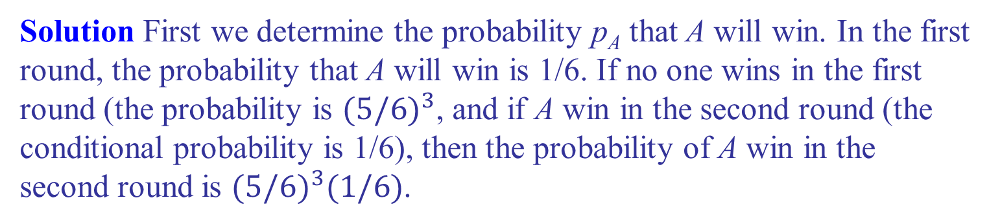 Solution First we determine the probability p_A that A will win. In the first
round, the probability that A will win is 1/6. If no one wins in the first
round (the probability is (5/6)³, and if A win in the second round (the
conditional probability is 1/6), then the probability of A win in the
second round is (5/6)³(1/6).